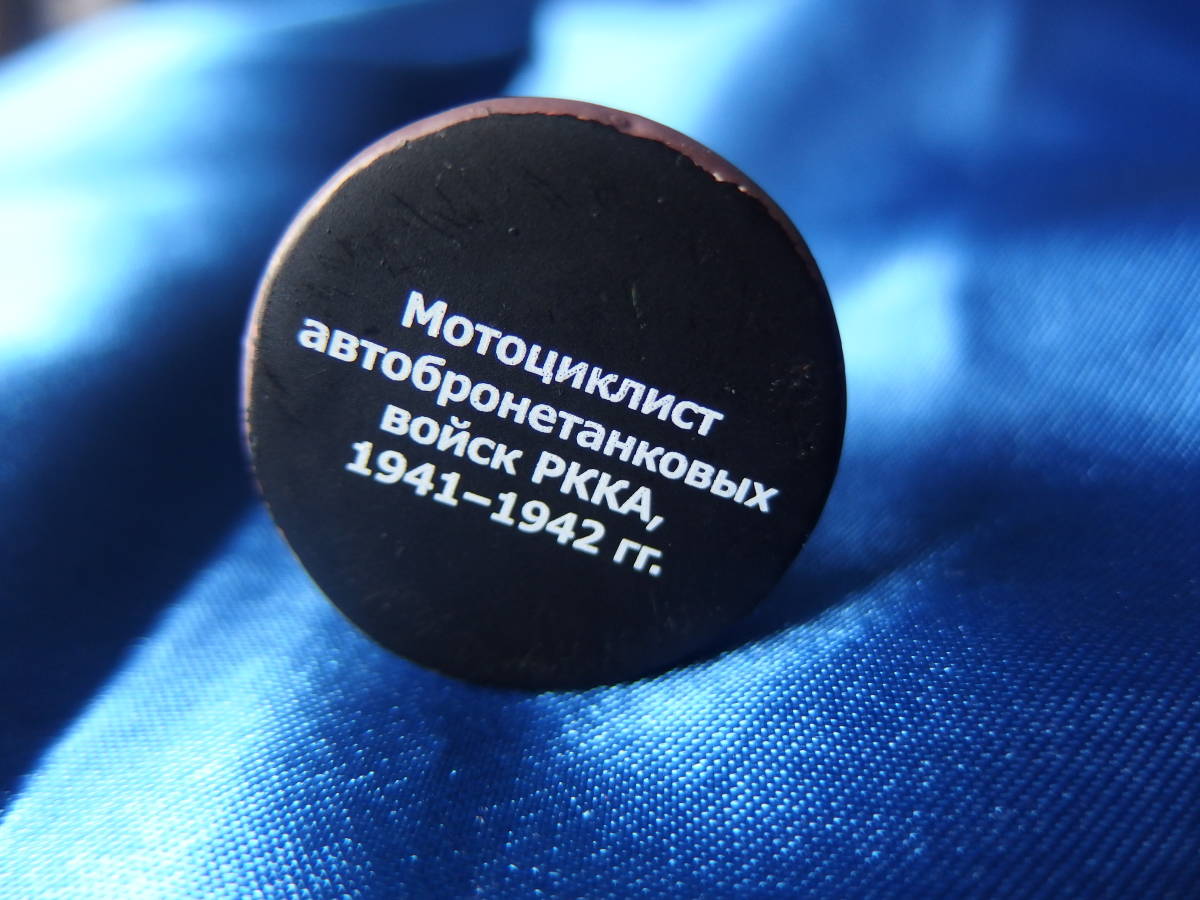 Мотоциклист
автобронетанковых
войск РККА,
1941–1942 гг.